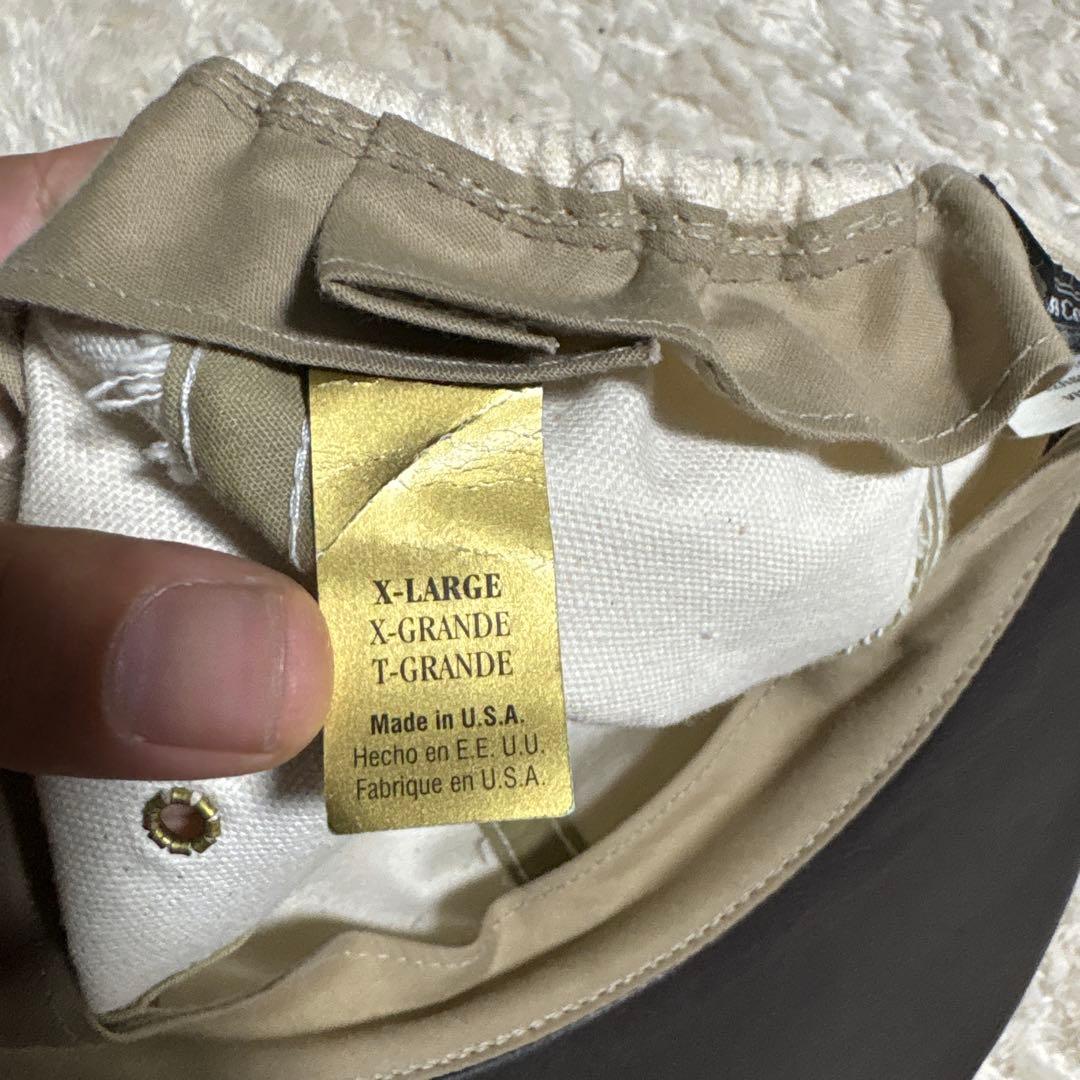 X-LARGE
X-GRANDE
T-GRANDE
Made in U.S.A.
Hecho en E.E. U.U.
Fabrique en U.S.A.